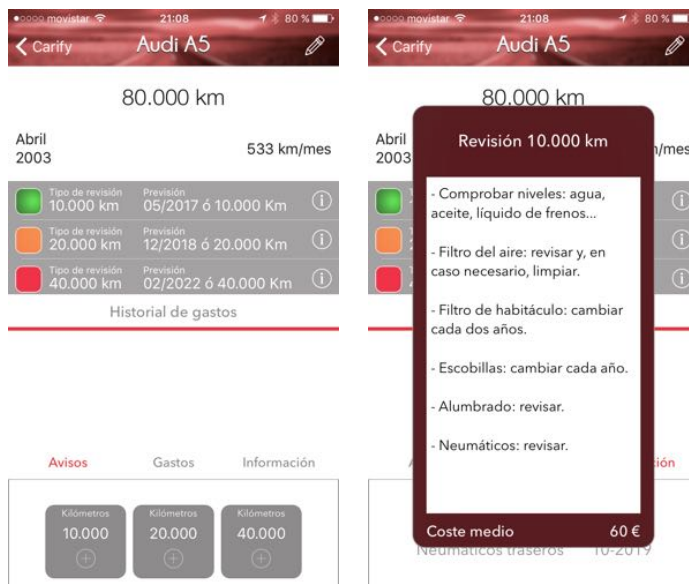 movistar 21:08 80 %
Carify Audi A5
80.000 km
Abril
2003
533 km/mes
Tipo de revisión Previsión
10.000 km 05/2017 ó 10.000 Km
Tipo de revisión Previsión
20.000 km 12/2018 ó 20.000 Km
Tipo de revisión Previsión
40.000 km 02/2022 ó 40.000 Km
Historial de gastos
Avisos Gastos Información
Kilómetros Kilómetros Kilómetros
10.000 20.000 40.000
movistar 21:08 80 %
Carify Audi A5
80.000 km
Abril
2003
/mes
Revisión 10.000 km
- Comprobar niveles: agua,
aceite, líquido de frenos...
- Filtro del aire: revisar y, en
caso necesario, limpiar.
- Filtro de habitáculo: cambiar
cada dos años.
- Escobillas: cambiar cada año.
- Alumbrado: revisar.
- Neumáticos: revisar.
ión
Coste medio 60 €
Neumáticos traseros 10-2019